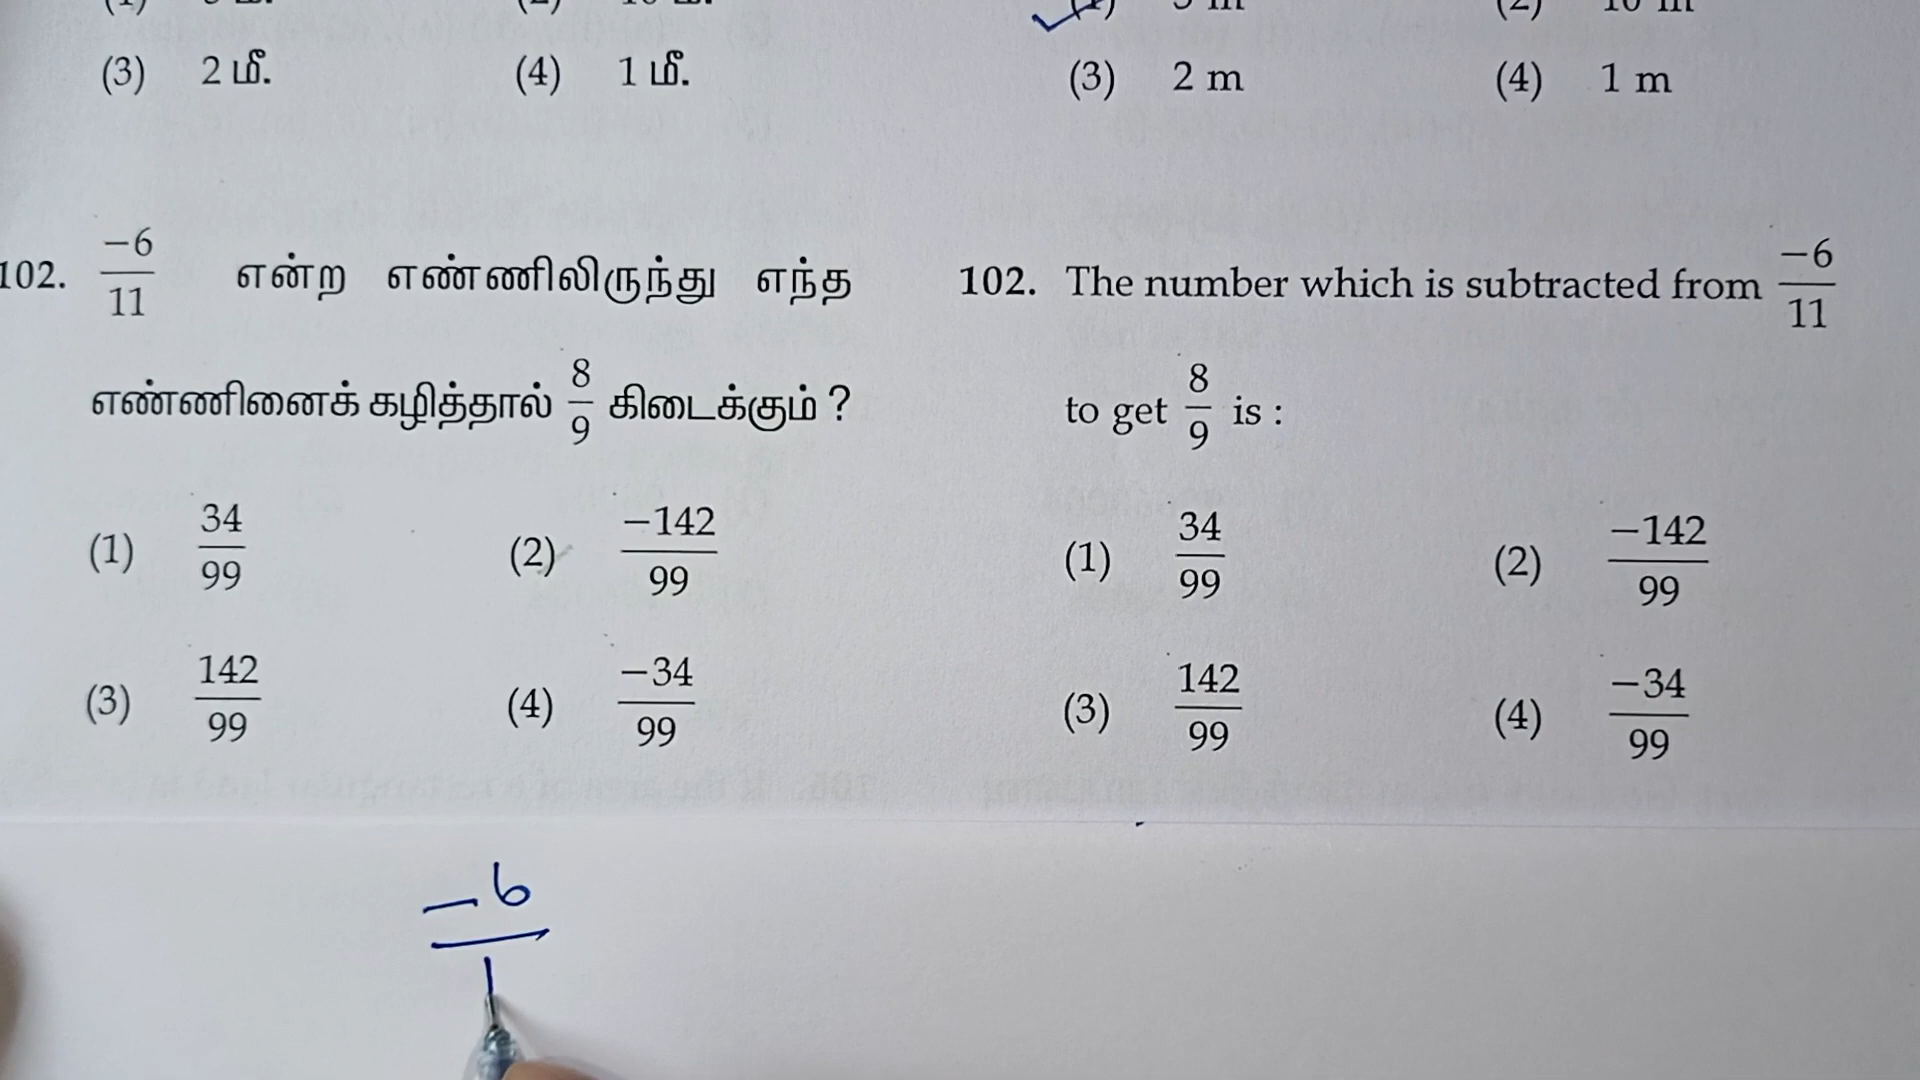 (3) 2 மீ. (4) 1 மீ.
102. -6/11 என்ற எண்ணிலிருந்து எந்த
எண்ணினைக் கழித்தால் 8/9 கிடைக்கும் ?
(1) 34/99 (2) -142/99
(3) 142/99 (4) -34/99
(3) 2 m (4) 1 m
102. The number which is subtracted from -6/11
to get 8/9 is :
(1) 34/99 (2) -142/99
(3) 142/99 (4) -34/99
-6
1